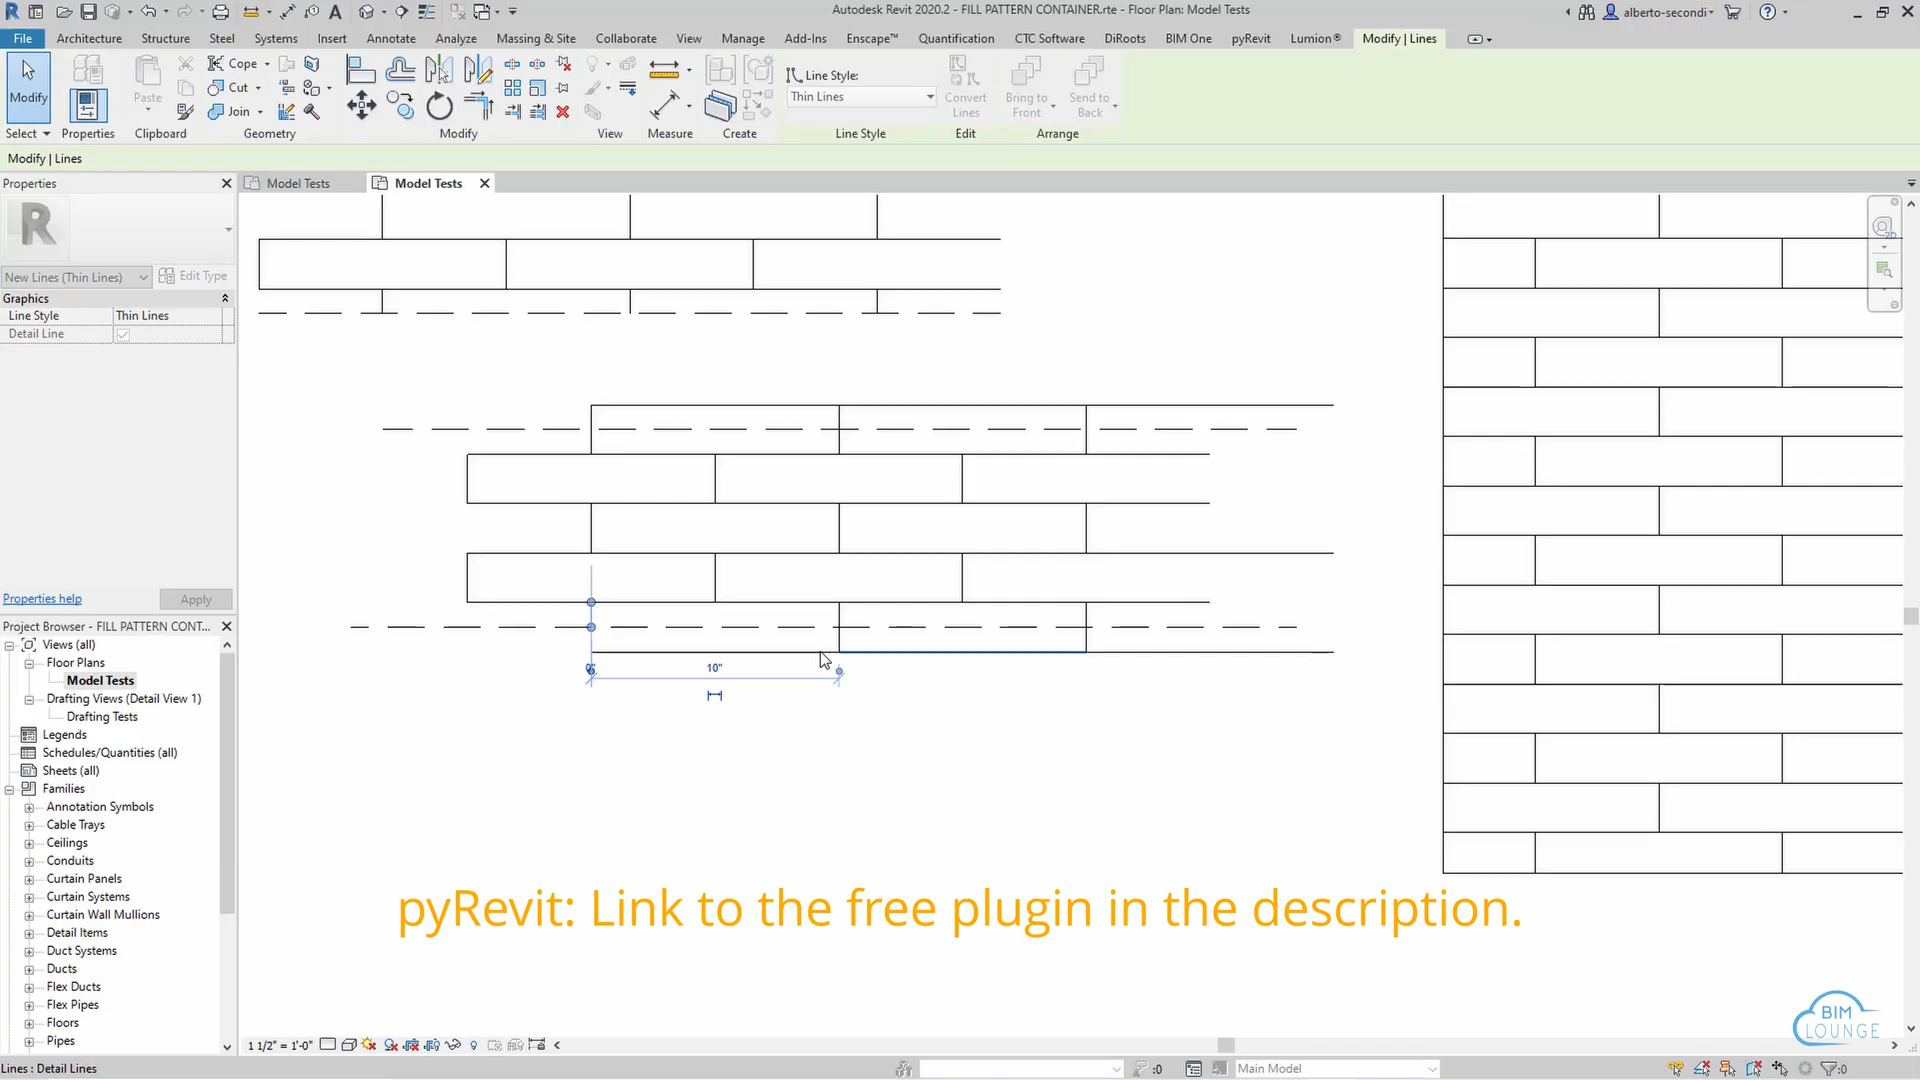 Autodesk Revit 2020.2 - FILL PATTERN CONTAINER.rte - Floor Plan: Model Tests
alberto-secondi
File Architecture Structure Steel Systems Insert Annotate Analyze Massing & Site Collaborate View Manage Add-Ins Enscape™ Quantification CTC Software DiRoots BIM One pyRevit Lumion® Modify | Lines
Modify
Paste
Cope
Cut
Join
Line Style:
Thin Lines
Convert Lines
Bring to Front
Send to Back
Select Properties Clipboard Geometry Modify View Measure Create Line Style Edit Arrange
Modify | Lines
Properties
Model Tests
Model Tests
R
New Lines (Thin Lines)
Edit Type
Graphics
Line Style Thin Lines
Detail Line
Properties help
Apply
Project Browser - FILL PATTERN CONT...
Views (all)
Floor Plans
Model Tests
Drafting Views (Detail View 1)
Drafting Tests
Legends
Schedules/Quantities (all)
Sheets (all)
Families
Annotation Symbols
Cable Trays
Ceilings
Conduits
Curtain Panels
Curtain Systems
Curtain Wall Mullions
Detail Items
Duct Systems
Ducts
Flex Ducts
Flex Pipes
Floors
Pipes
10"
pyRevit: Link to the free plugin in the description.
BIM
LOUNGE
1 1/2" = 1'-0"
Lines : Detail Lines
:0
Main Model
:0